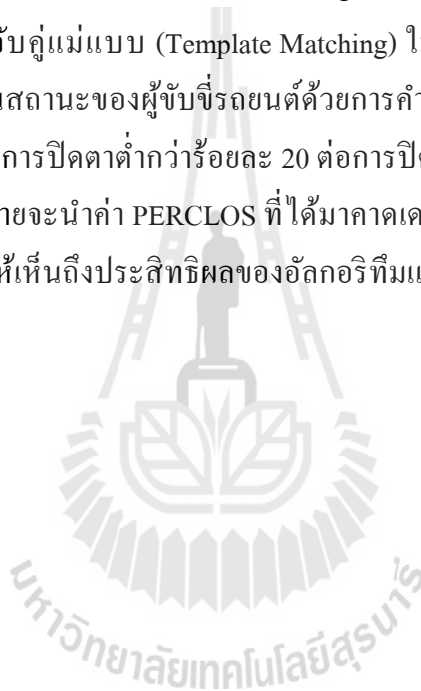 จับคู่แม่แบบ (Template Matching) ใ
นสถานะของผู้ขับขี่รถยนต์ด้วยการคำ
การปิดตาต่ำกว่าร้อยละ 20 ต่อการปิด
ายจะนำค่า PERCLOS ที่ได้มาคาดเด
ห้เห็นถึงประสิทธิผลของอัลกอริทึมแ
มหาวิทยาลัยเทคโนโลยีสุรนารี